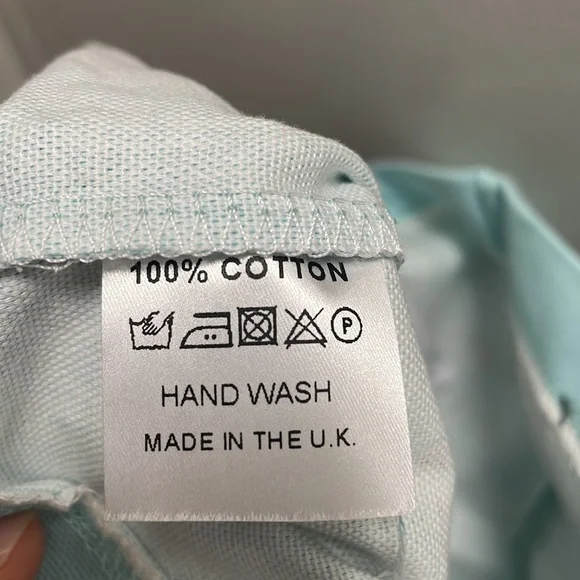 100% COTTON
P
HAND WASH
MADE IN THE U.K.